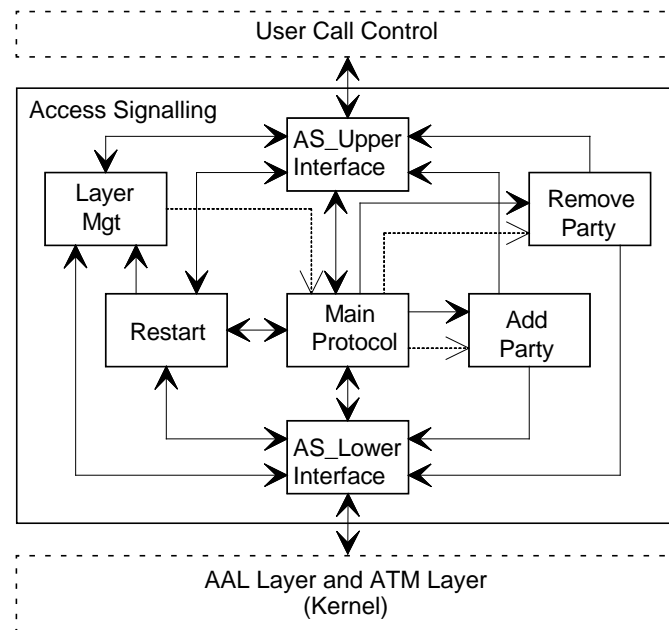 User Call Control
Access Signalling
AS_Upper
Interface
Layer
Mgt
Remove
Party
Restart
Main
Protocol
Add
Party
AS_Lower
Interface
AAL Layer and ATM Layer
(Kernel)